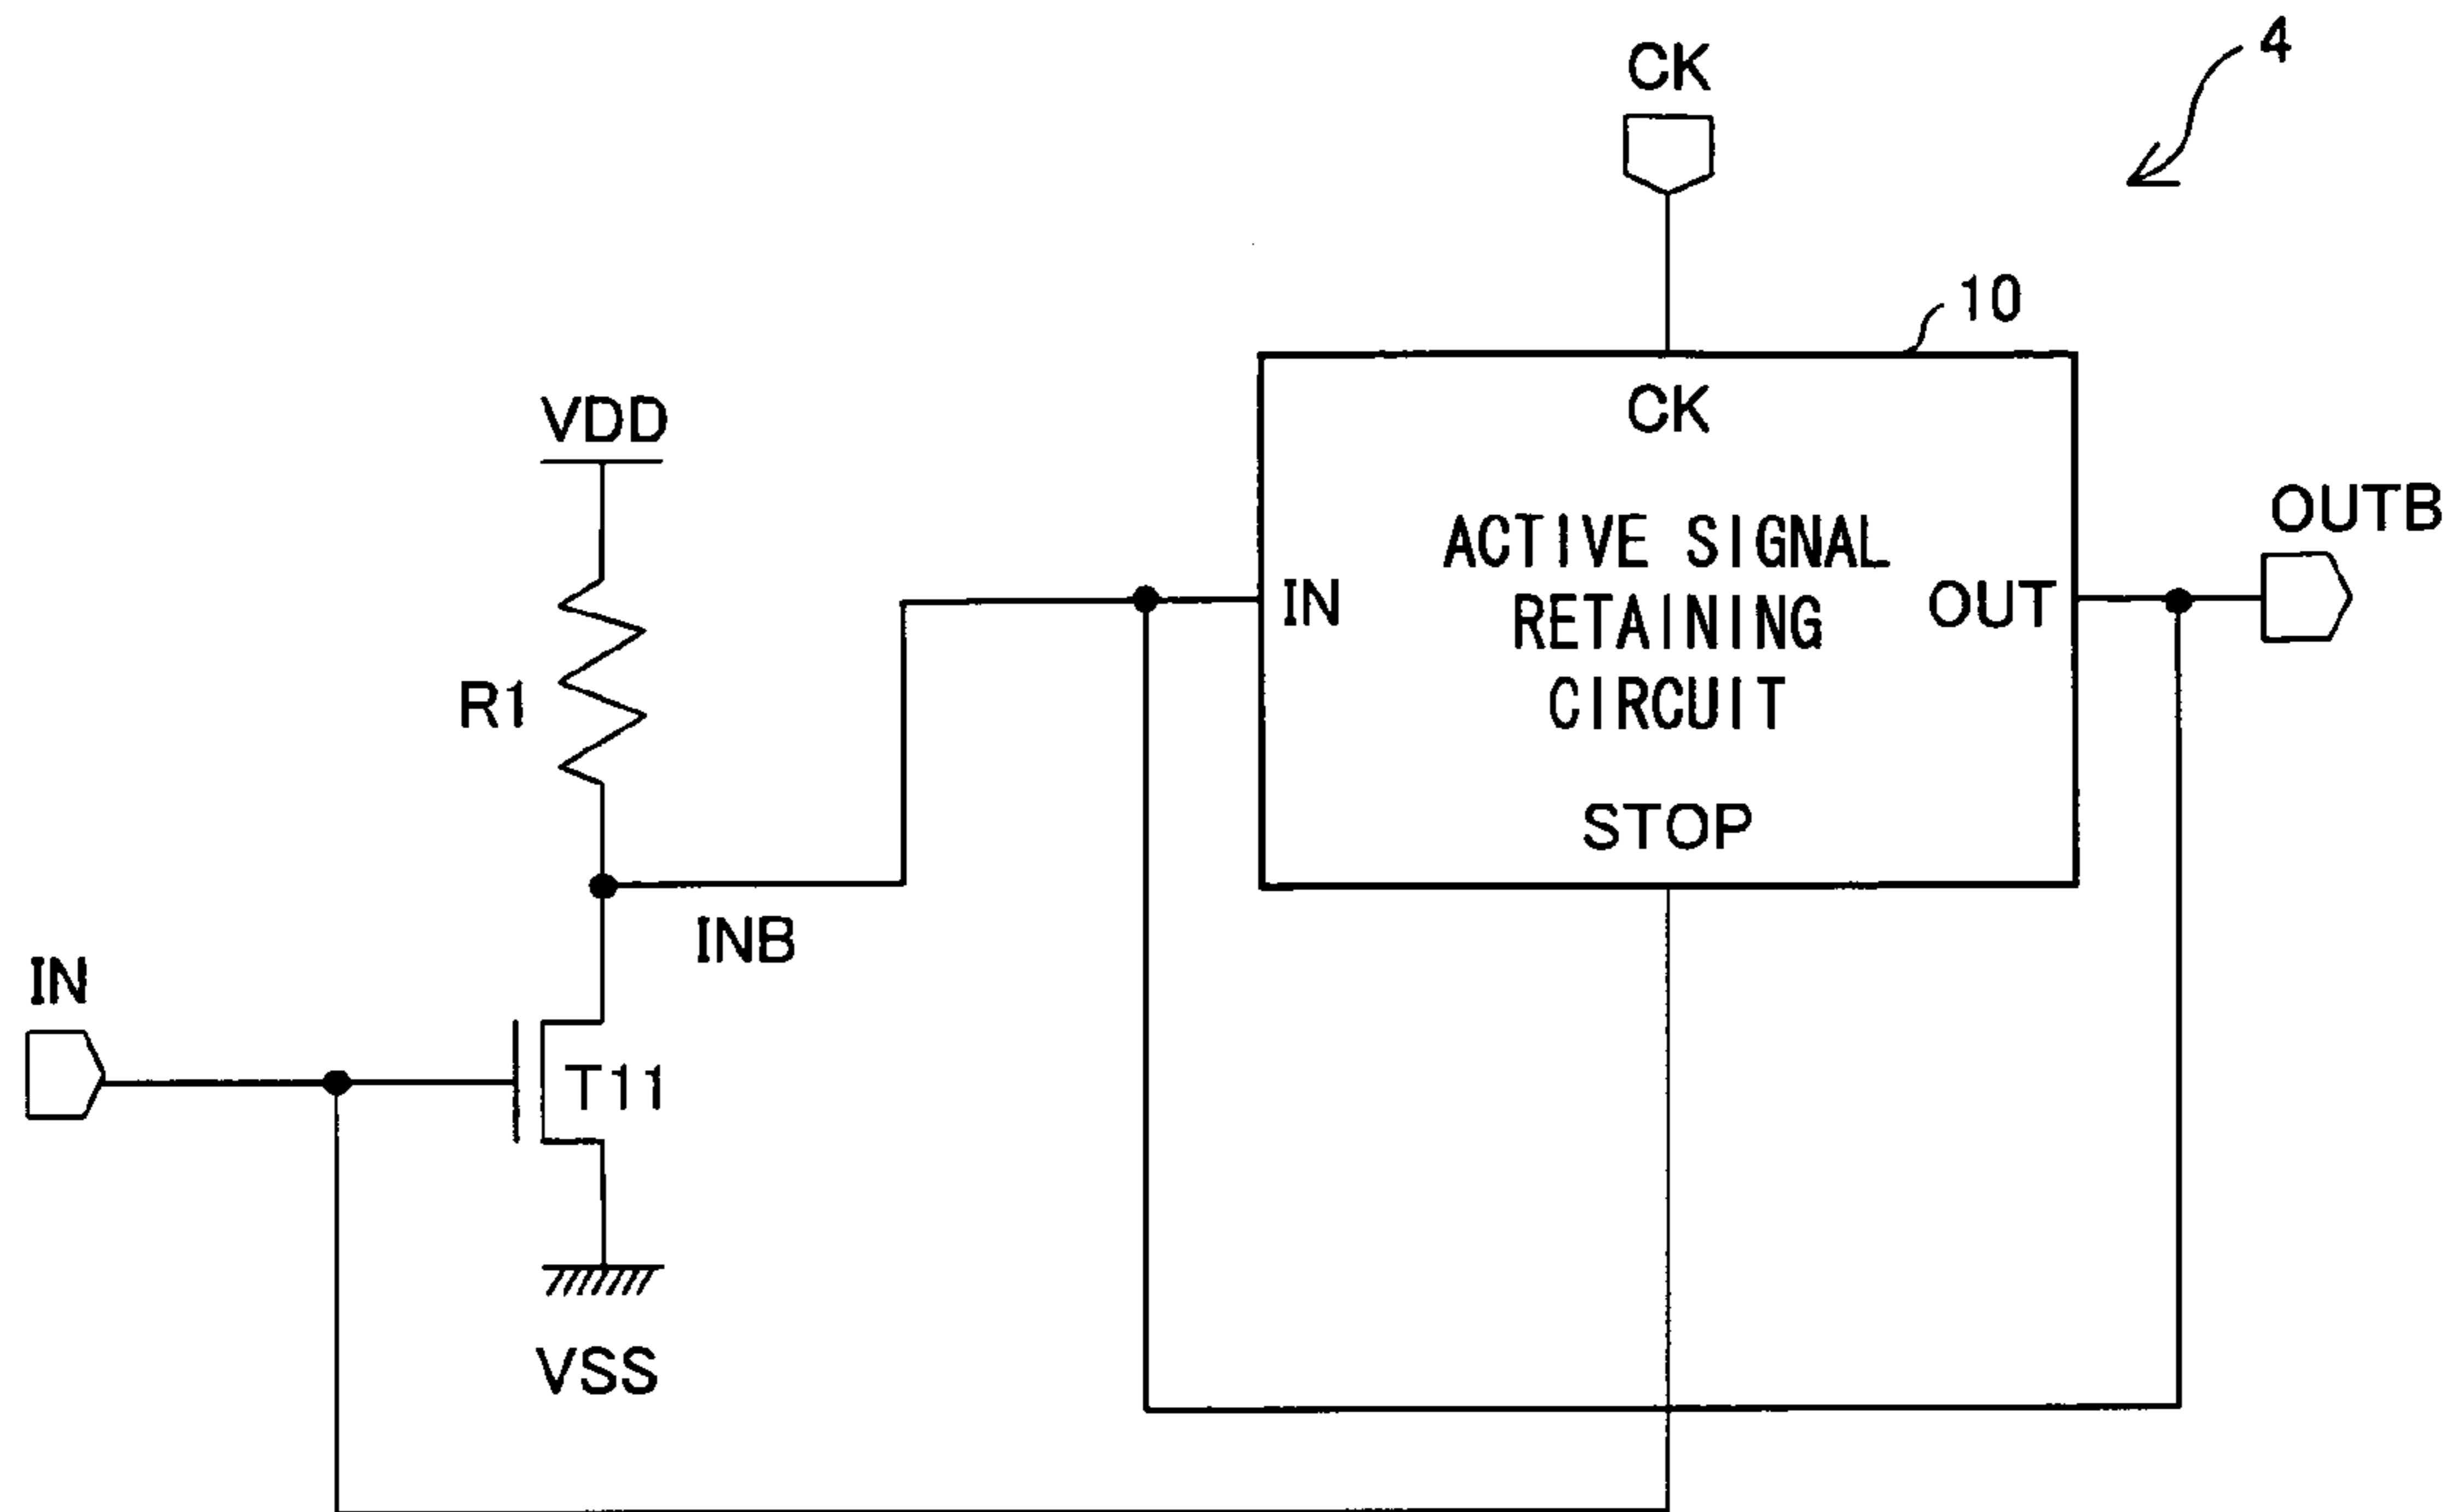 4
CK
10
CK
VDD
OUTB
ACTIVE SIGNAL
RETAINING
CIRCUIT
IN
OUT
R1
STOP
INB
IN
T11
VSS